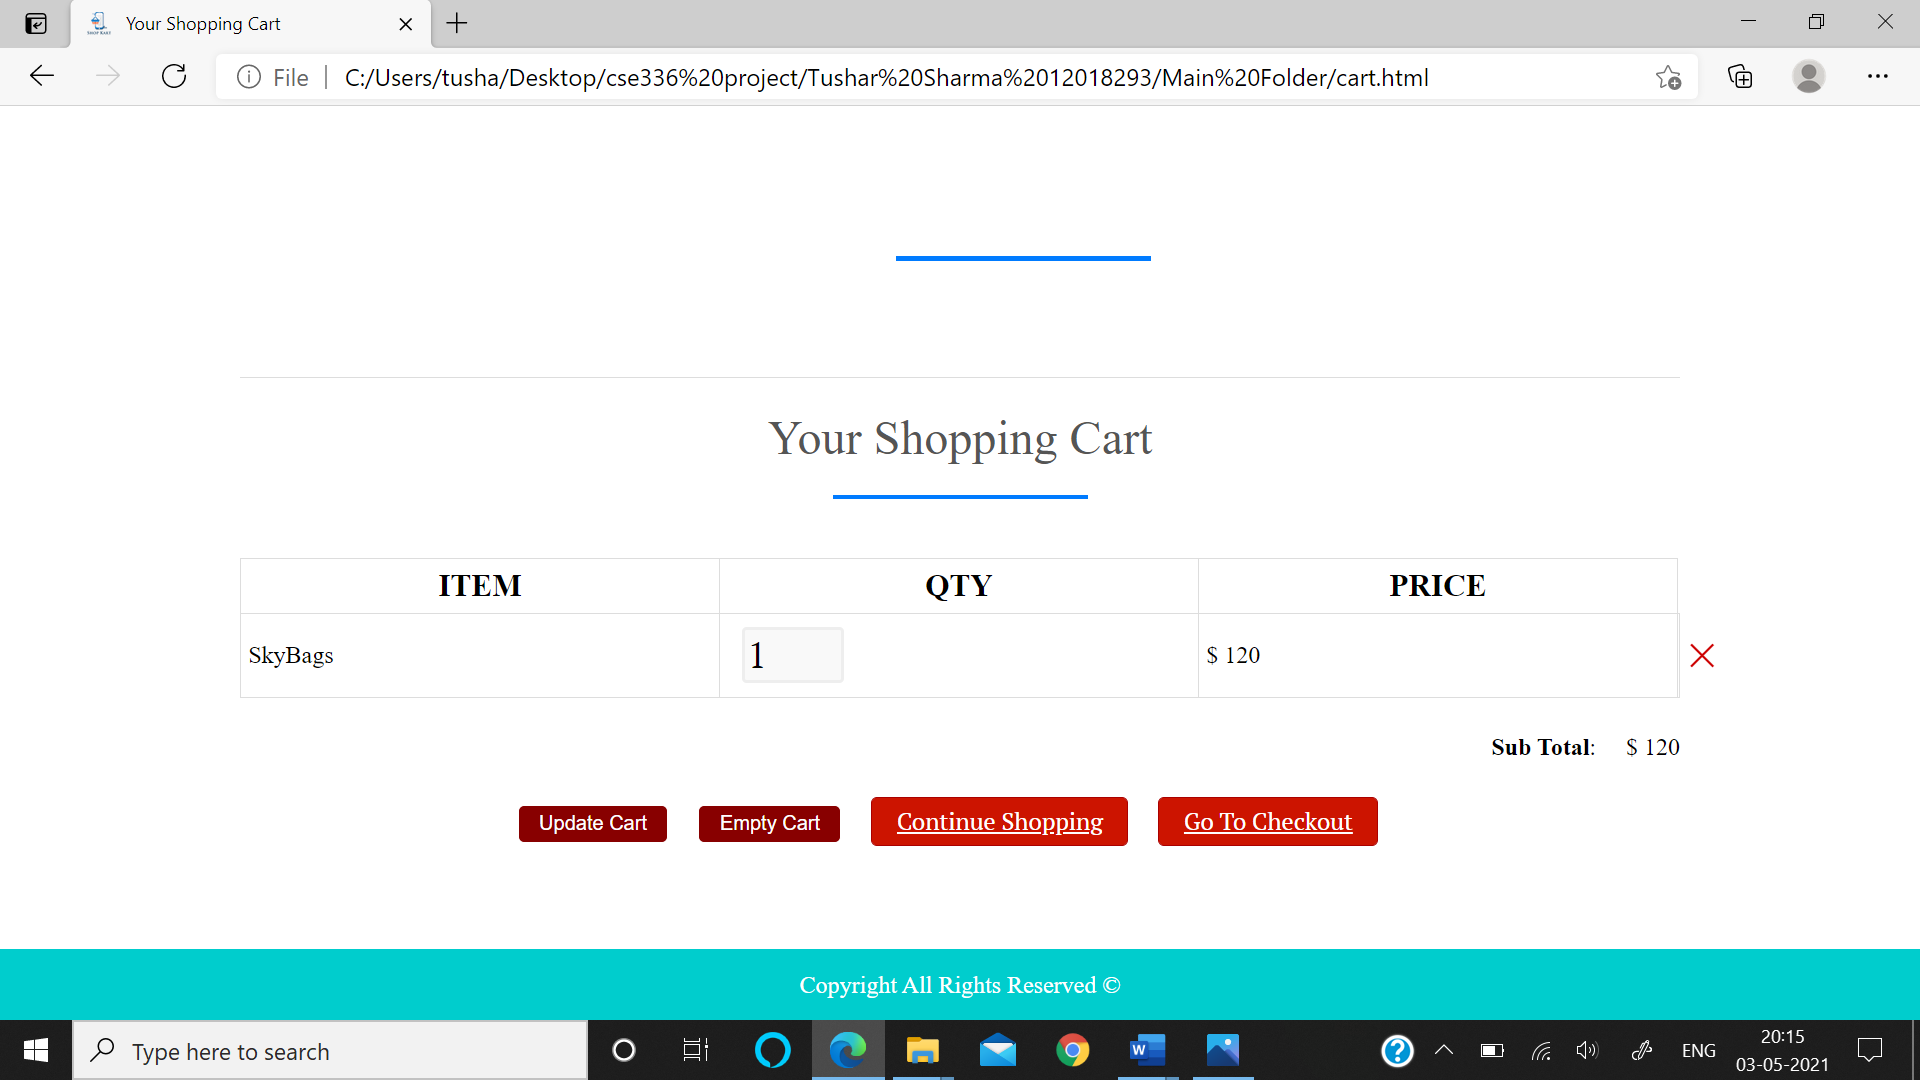 Your Shopping Cart
File | C:/Users/tusha/Desktop/cse336%20project/Tushar%20Sharma%2012018293/Main%20Folder/cart.html
Your Shopping Cart
ITEM QTY PRICE
SkyBags 1 $ 120
Sub Total: $ 120
Update Cart Empty Cart Continue Shopping Go To Checkout
Copyright All Rights Reserved ©
Type here to search
ENG
20:15
03-05-2021